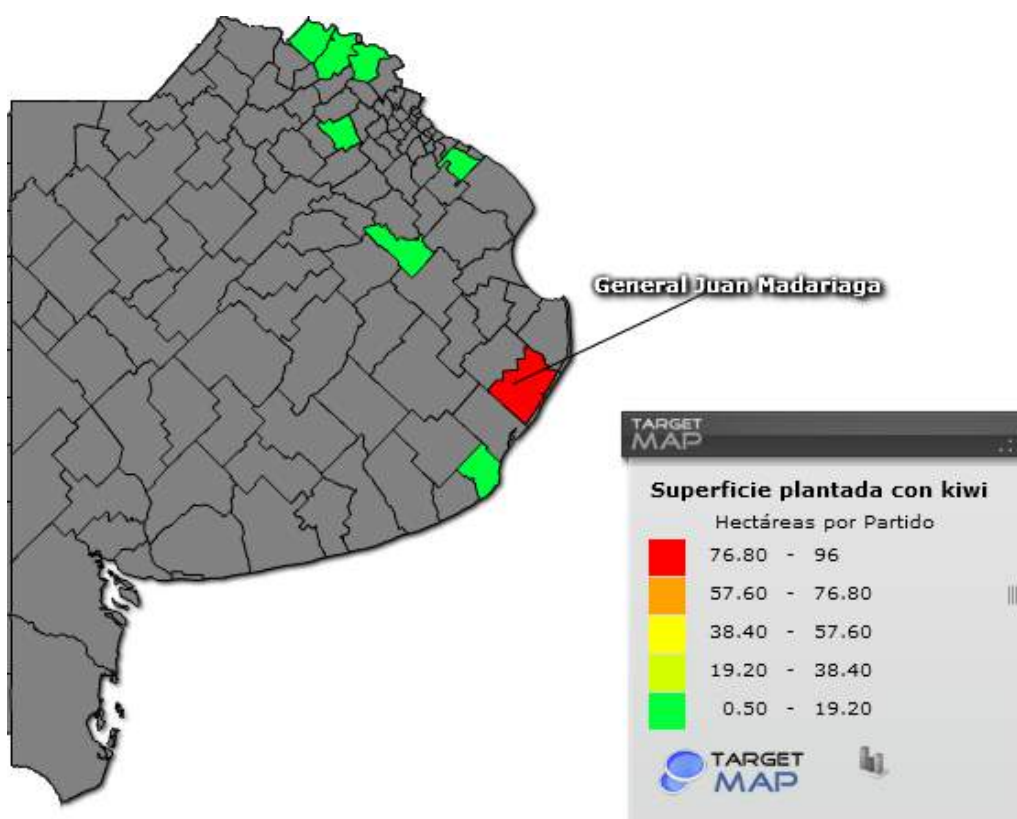 General Juan Madariaga
TARGET
MAP
Superficie plantada con kiwi
Hectáreas por Partido
76.80 - 96
57.60 - 76.80
38.40 - 57.60
19.20 - 38.40
0.50 - 19.20
TARGET
MAP